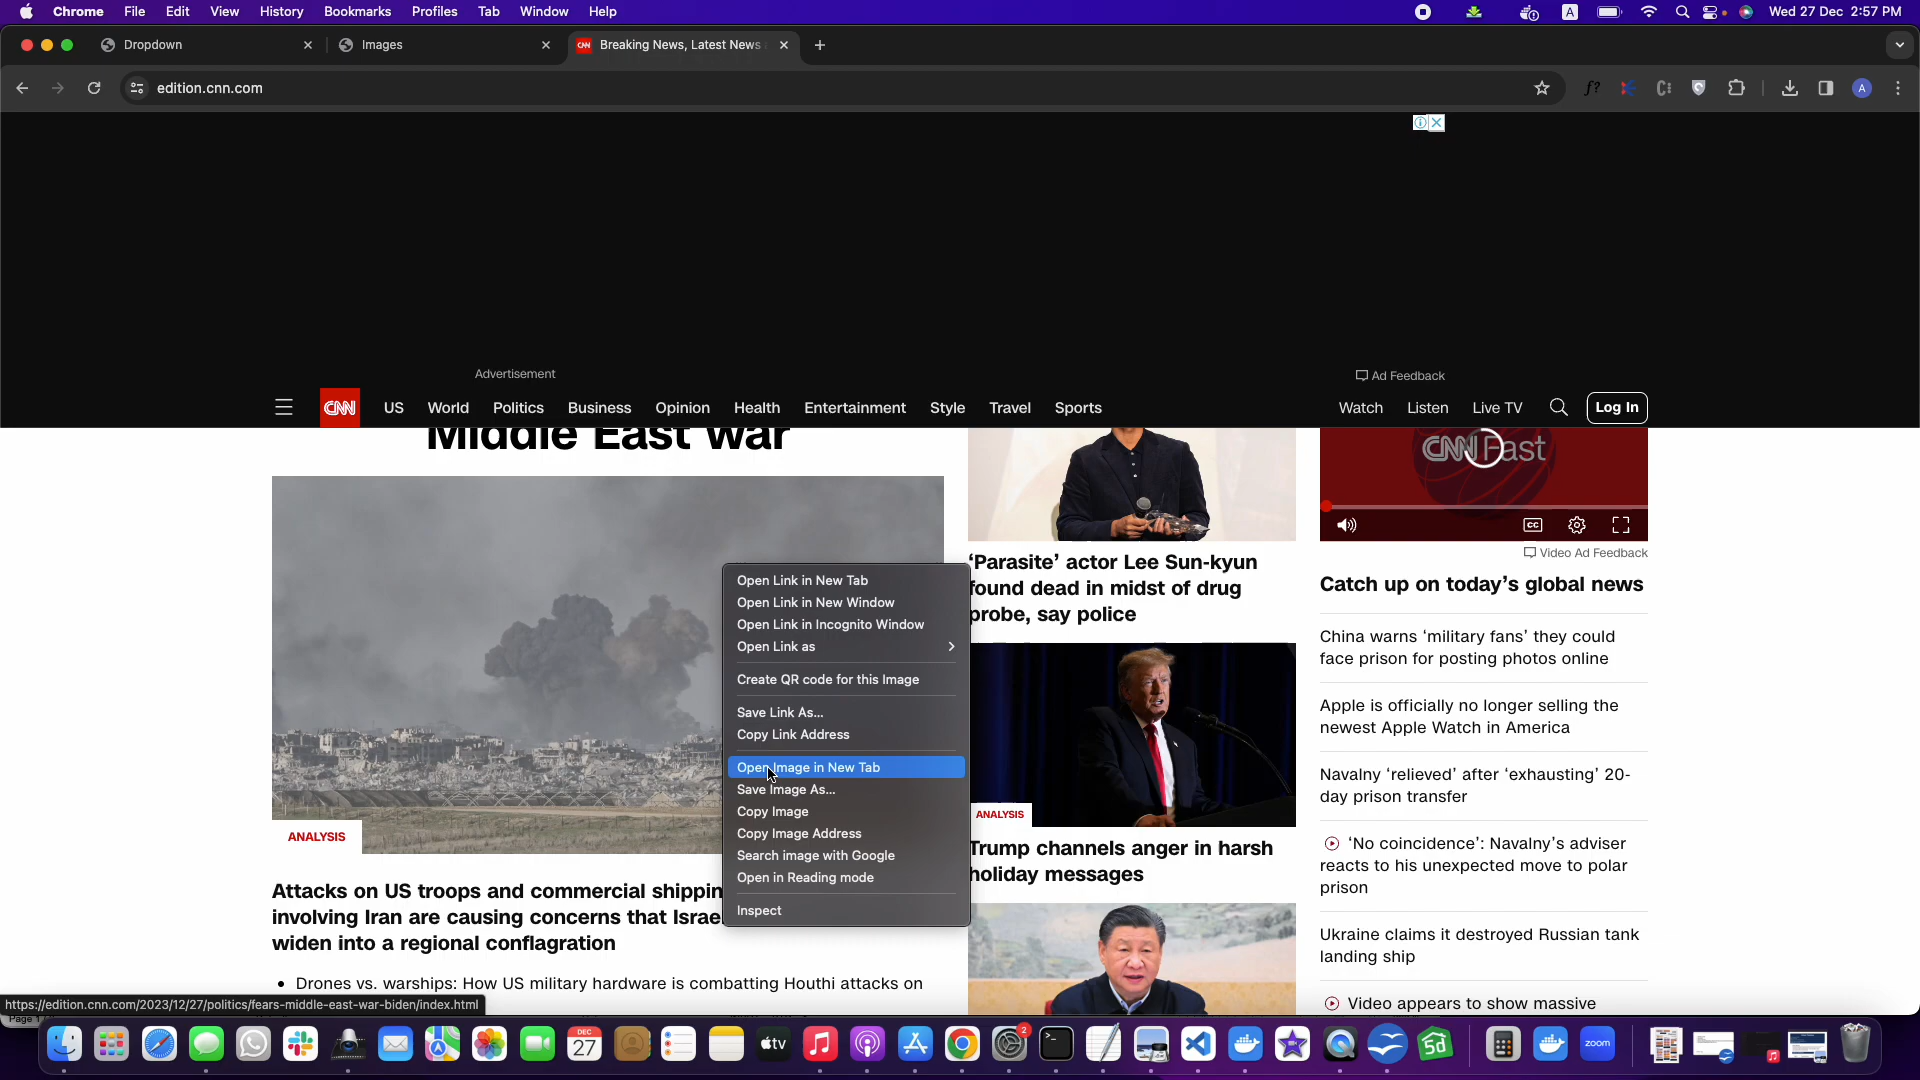 Chrome File Edit View History Bookmarks Profiles Tab Window Help
A
Wed 27 Dec 2:57 PM
Dropdown
Images
CNN Breaking News, Latest News
edition.cnn.com
f?
A
Advertisement
Ad Feedback
CNN US World Politics Business Opinion Health Entertainment Style Travel Sports
Watch Listen Live TV Log In
Middle East war
ANALYSIS
Attacks on US troops and commercial shippin
involving Iran are causing concerns that Israe
widen into a regional conflagration
Drones vs. warships: How US military hardware is combatting Houthi attacks on
Open Link in New Tab
Open Link in New Window
Open Link in Incognito Window
Open Link as
Create QR code for this Image
Save Link As...
Copy Link Address
Open Image in New Tab
Save Image As...
Copy Image
Copy Image Address
Search image with Google
Open in Reading mode
Inspect
‘Parasite’ actor Lee Sun-kyun
found dead in midst of drug
probe, say police
ANALYSIS
Trump channels anger in harsh
holiday messages
CNN Fast
CC
Video Ad Feedback
Catch up on today’s global news
China warns ‘military fans’ they could
face prison for posting photos online
Apple is officially no longer selling the
newest Apple Watch in America
Navalny ‘relieved’ after ‘exhausting’ 20-
day prison transfer
‘No coincidence’: Navalny’s adviser
reacts to his unexpected move to polar
prison
Ukraine claims it destroyed Russian tank
landing ship
Video appears to show massive
https://edition.cnn.com/2023/12/27/politics/fears-middle-east-war-biden/index.html
Page 1
DEC
27
tv
2
5d
zoom